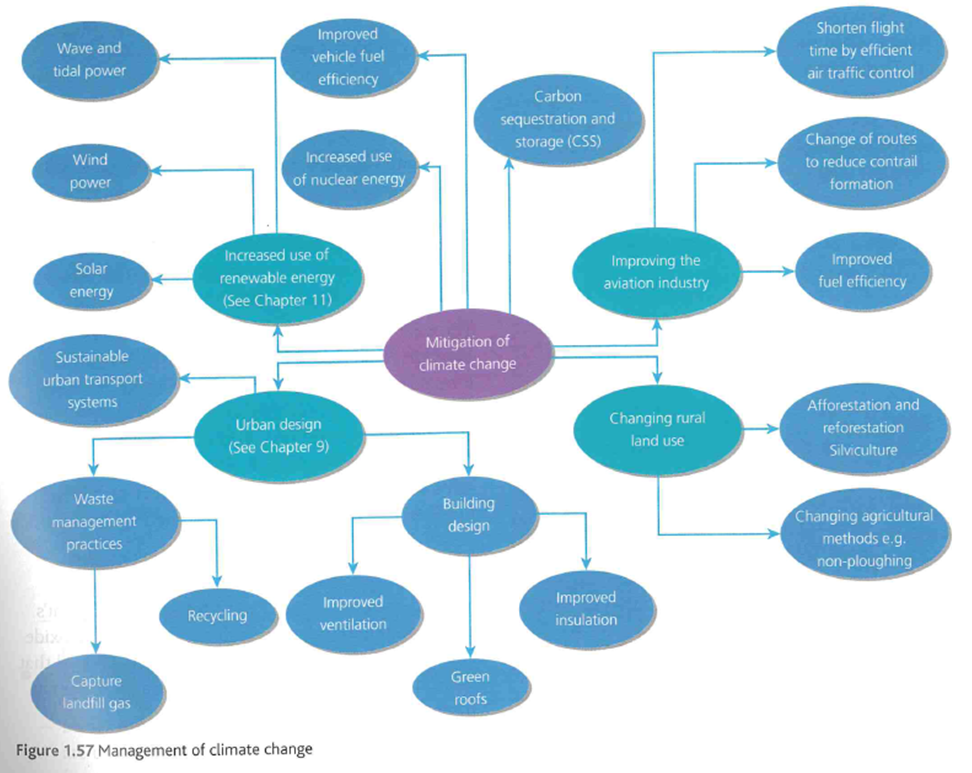 Wave and
tidal power
Improved
vehicle fuel
efficiency
Shorten flight
time by efficient
air traffic control
Carbon
sequestration and
storage (CSS)
Wind
power
Increased use
of nuclear energy
Change of routes
to reduce contrail
formation
Solar
energy
Increased use of
renewable energy
(See Chapter 11)
Improving the
aviation industry
Improved
fuel efficiency
Mitigation of
climate change
Sustainable
urban transport
systems
Urban design
(See Chapter 9)
Changing rural
land use
Afforestation and
reforestation
Silviculture
Waste
management
practices
Building
design
Changing agricultural
methods e.g.
non-ploughing
Recycling
Improved
ventilation
Improved
insulation
Capture
landfill gas
Green
roofs
Figure 1.57 Management of climate change